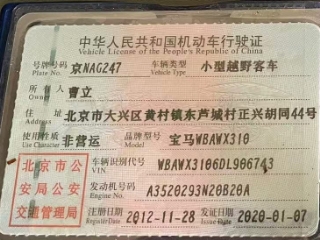 中华人民共和国机动车行驶证
Vehicle License of the People's Republic of China
号牌号码 京NAG247 车辆类型 小型越野客车
Plate No. Vehicle Type
所有人 曹立
Owner
住址 北京市大兴区黄村镇东芦城村正兴胡同44号
使用性质 非营运 品牌型号 宝马WBAWX310
Use Character Model
北京市公
安局公安
交通管理局
车辆识别代号 WBAWX3106DL906743
VIN
发动机号码 A3520293N20B20A
Engine No.
注册日期 2012-11-28 发证日期 2020-01-07
Register Date Issue Date